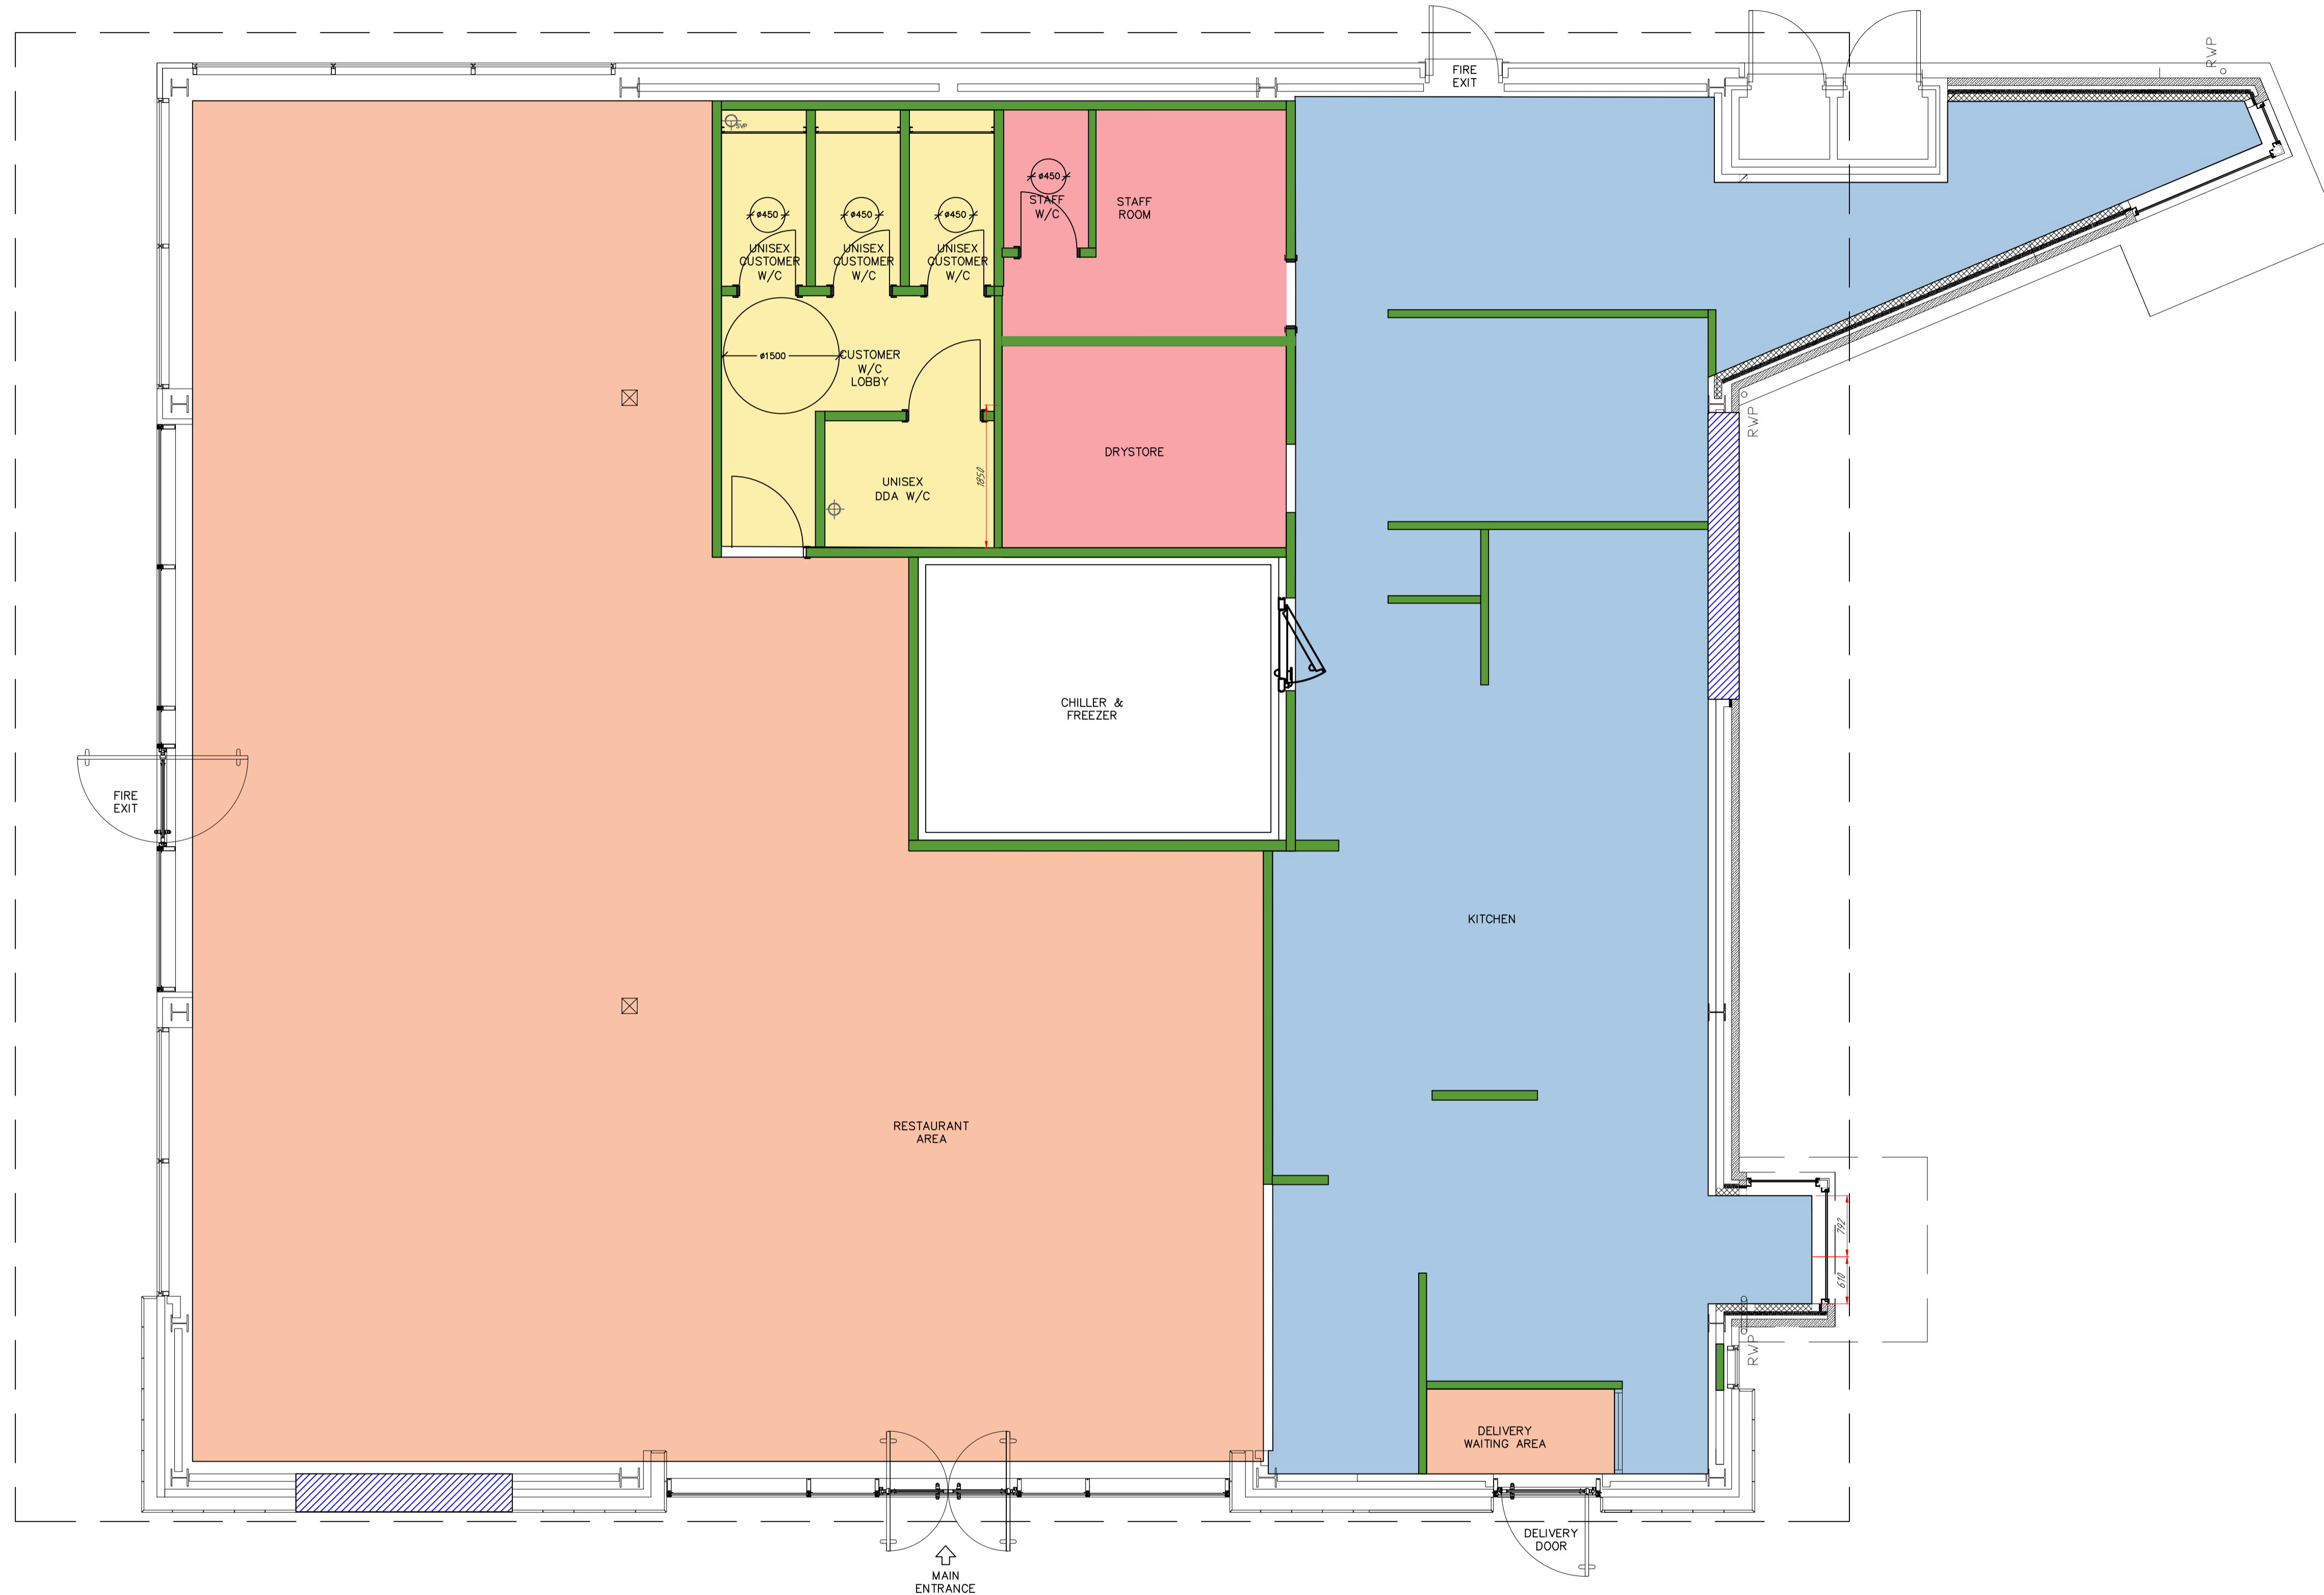 RWP
FIRE
EXIT
SVP
ø450
ø450
ø450
ø450
STAFF
W/C
STAFF
ROOM
UNISEX
CUSTOMER
W/C
UNISEX
CUSTOMER
W/C
UNISEX
CUSTOMER
W/C
ø1500
CUSTOMER
W/C
LOBBY
RWP
DRYSTORE
1850
UNISEX
DDA W/C
CHILLER &
FREEZER
FIRE
EXIT
KITCHEN
RESTAURANT
AREA
792
610
RWP
DELIVERY
WAITING AREA
DELIVERY
DOOR
MAIN
ENTRANCE